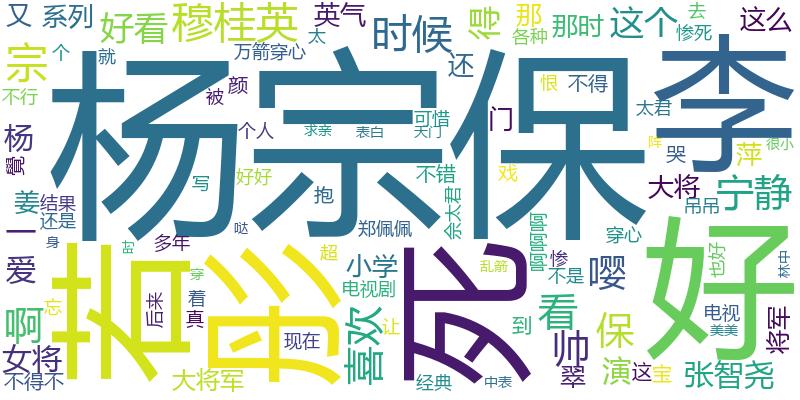 又 系列 好看 穆桂英 英气 时候 得 那 各种 那时 这个 去 惨死 这么
宗 个 就 万箭穿心 太 还 恨 不得 太君 李
不行 杨 被 颜 个人 求亲 表白 可惜 天门 门 戏 哭 萍 很小
杨宗保
覺 姜 结果 还是 写 好好 抱 不错 佘太君 大将 宁静 吊吊
一 身 多年 哒 郑佩佩 啊啊啊 穿心 也好 林中
爱 若 彤 死 超 小学 乱箭 惨 不是 嘤 好
啊 忘 后来 着 真 穿 电视剧 让 到 看 保 电视 美美 将军
女将 现在 喜欢 帅 演 这 宝
不得不 大将军 经典 中表 翠 张智尧